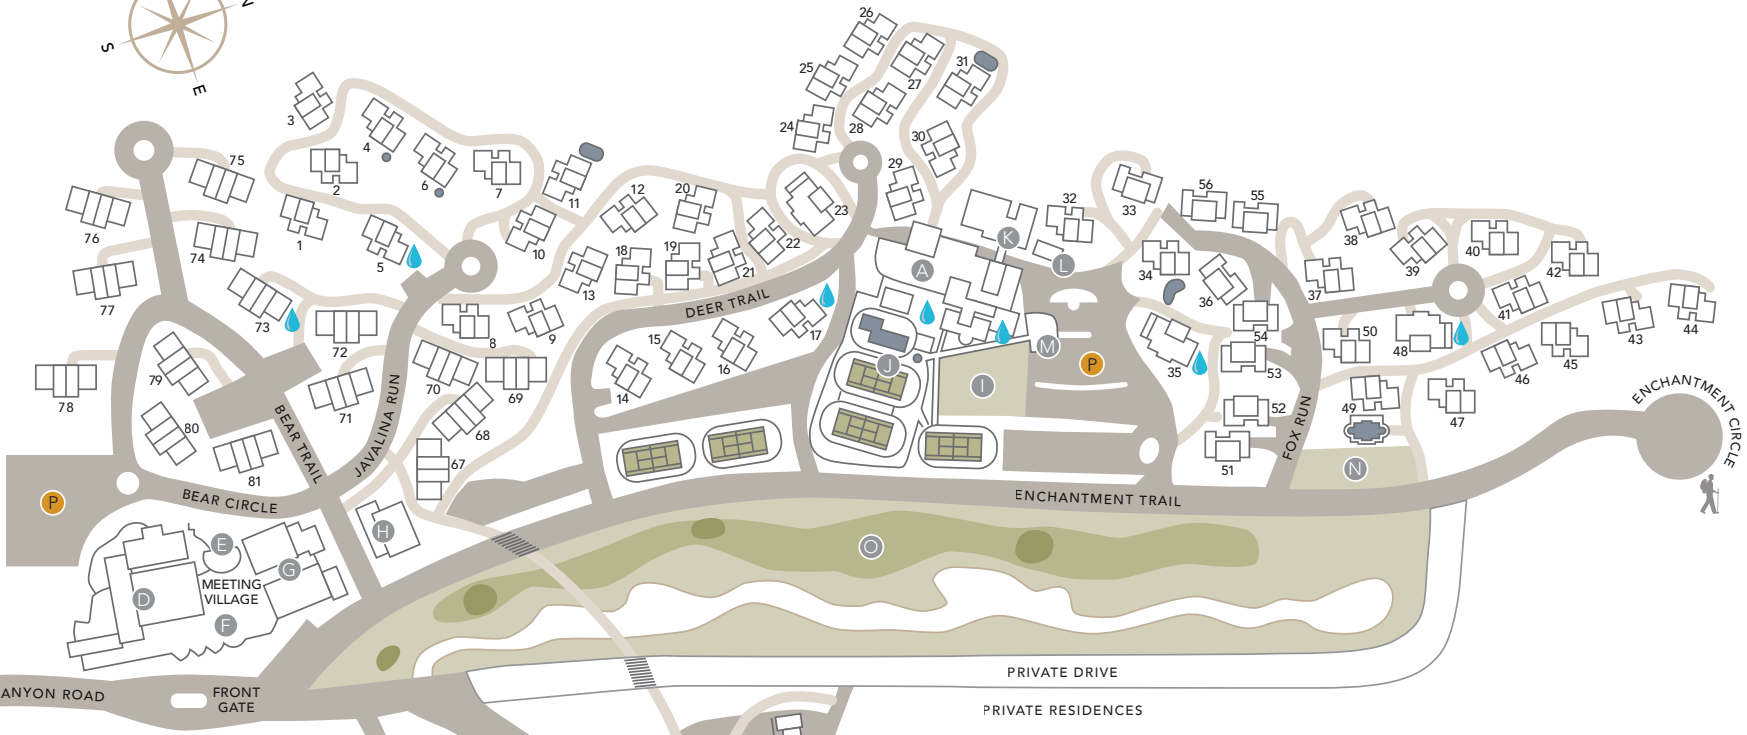 N
26
S
25
31
27
E
3
24
28
4
30
75
29
2
6
7
11
12
20
32
33
56
55
76
1
23
38
K
74
5
10
18
19
22
21
39
40
42
A
L
34
13
36
37
77
73
DEER TRAIL
41
44
72
8
9
17
54
50
43
15
16
M
48
35
79
70
J
P
53
45
46
I
78
71
69
14
ENCHANTMENT CIRCLE
80
BEAR TRAIL
JAVALINA RUN
68
52
FOX RUN
49
47
67
51
81
N
P
BEAR CIRCLE
ENCHANTMENT TRAIL
H
E
O
G
MEETING
VILLAGE
D
F
PRIVATE DRIVE
ANYON ROAD
FRONT
GATE
PRIVATE RESIDENCES